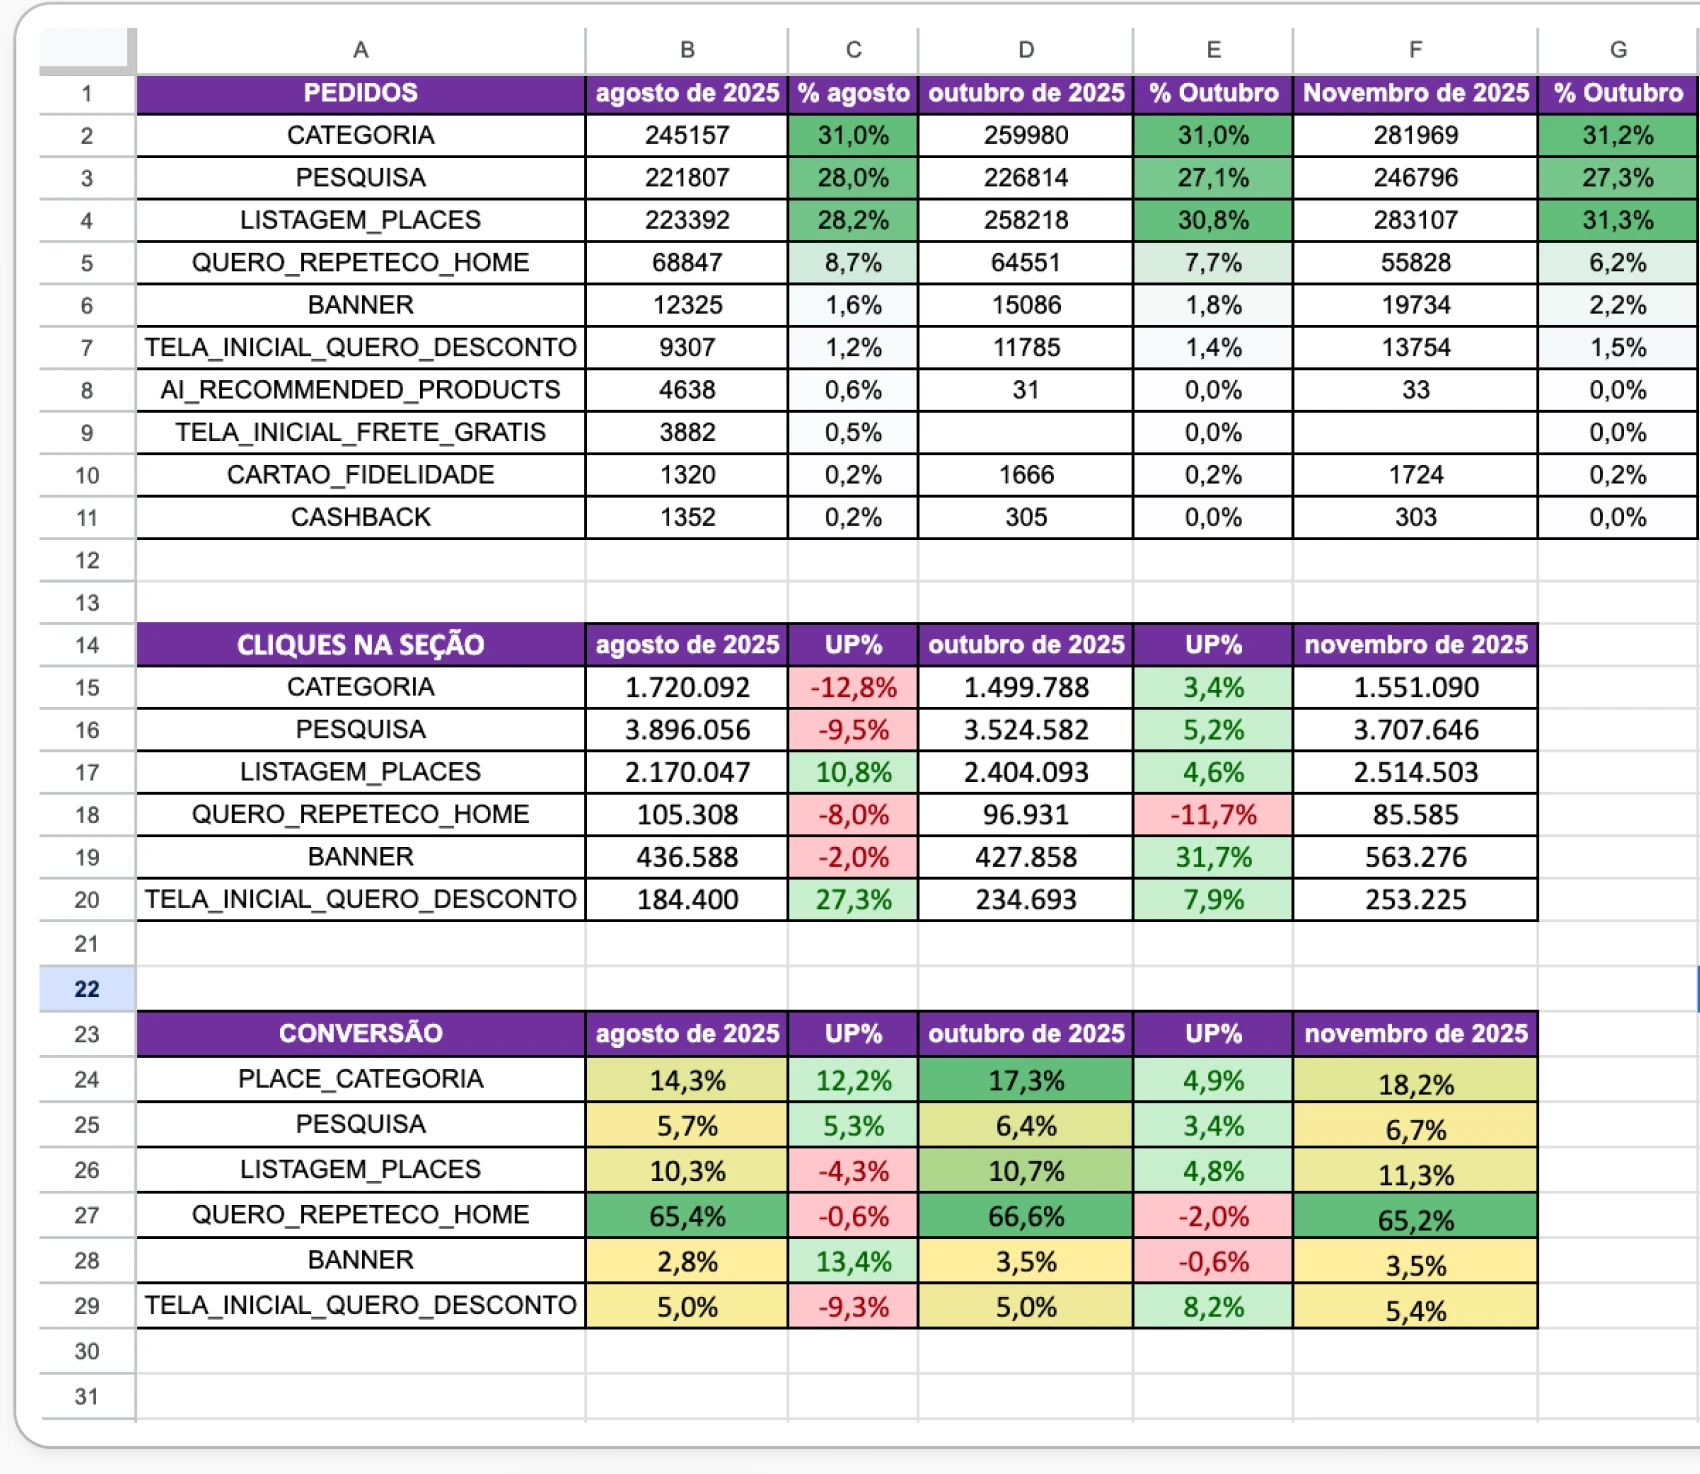 A B C D E F G
1 PEDIDOS agosto de 2025 % agosto outubro de 2025 % Outubro Novembro de 2025 % Outubro
2 CATEGORIA 245157 31,0% 259980 31,0% 281969 31,2%
3 PESQUISA 221807 28,0% 226814 27,1% 246796 27,3%
4 LISTAGEM_PLACES 223392 28,2% 258218 30,8% 283107 31,3%
5 QUERO_REPETECO_HOME 68847 8,7% 64551 7,7% 55828 6,2%
6 BANNER 12325 1,6% 15086 1,8% 19734 2,2%
7 TELA_INICIAL_QUERO_DESCONTO 9307 1,2% 11785 1,4% 13754 1,5%
8 AI_RECOMMENDED_PRODUCTS 4638 0,6% 31 0,0% 33 0,0%
9 TELA_INICIAL_FRETE_GRATIS 3882 0,5% 0,0% 0,0%
10 CARTAO_FIDELIDADE 1320 0,2% 1666 0,2% 1724 0,2%
11 CASHBACK 1352 0,2% 305 0,0% 303 0,0%
12
13
14 CLIQUES NA SEÇÃO agosto de 2025 UP% outubro de 2025 UP% novembro de 2025
15 CATEGORIA 1.720.092 -12,8% 1.499.788 3,4% 1.551.090
16 PESQUISA 3.896.056 -9,5% 3.524.582 5,2% 3.707.646
17 LISTAGEM_PLACES 2.170.047 10,8% 2.404.093 4,6% 2.514.503
18 QUERO_REPETECO_HOME 105.308 -8,0% 96.931 -11,7% 85.585
19 BANNER 436.588 -2,0% 427.858 31,7% 563.276
20 TELA_INICIAL_QUERO_DESCONTO 184.400 27,3% 234.693 7,9% 253.225
21
22
23 CONVERSÃO agosto de 2025 UP% outubro de 2025 UP% novembro de 2025
24 PLACE_CATEGORIA 14,3% 12,2% 17,3% 4,9% 18,2%
25 PESQUISA 5,7% 5,3% 6,4% 3,4% 6,7%
26 LISTAGEM_PLACES 10,3% -4,3% 10,7% 4,8% 11,3%
27 QUERO_REPETECO_HOME 65,4% -0,6% 66,6% -2,0% 65,2%
28 BANNER 2,8% 13,4% 3,5% -0,6% 3,5%
29 TELA_INICIAL_QUERO_DESCONTO 5,0% -9,3% 5,0% 8,2% 5,4%
30
31